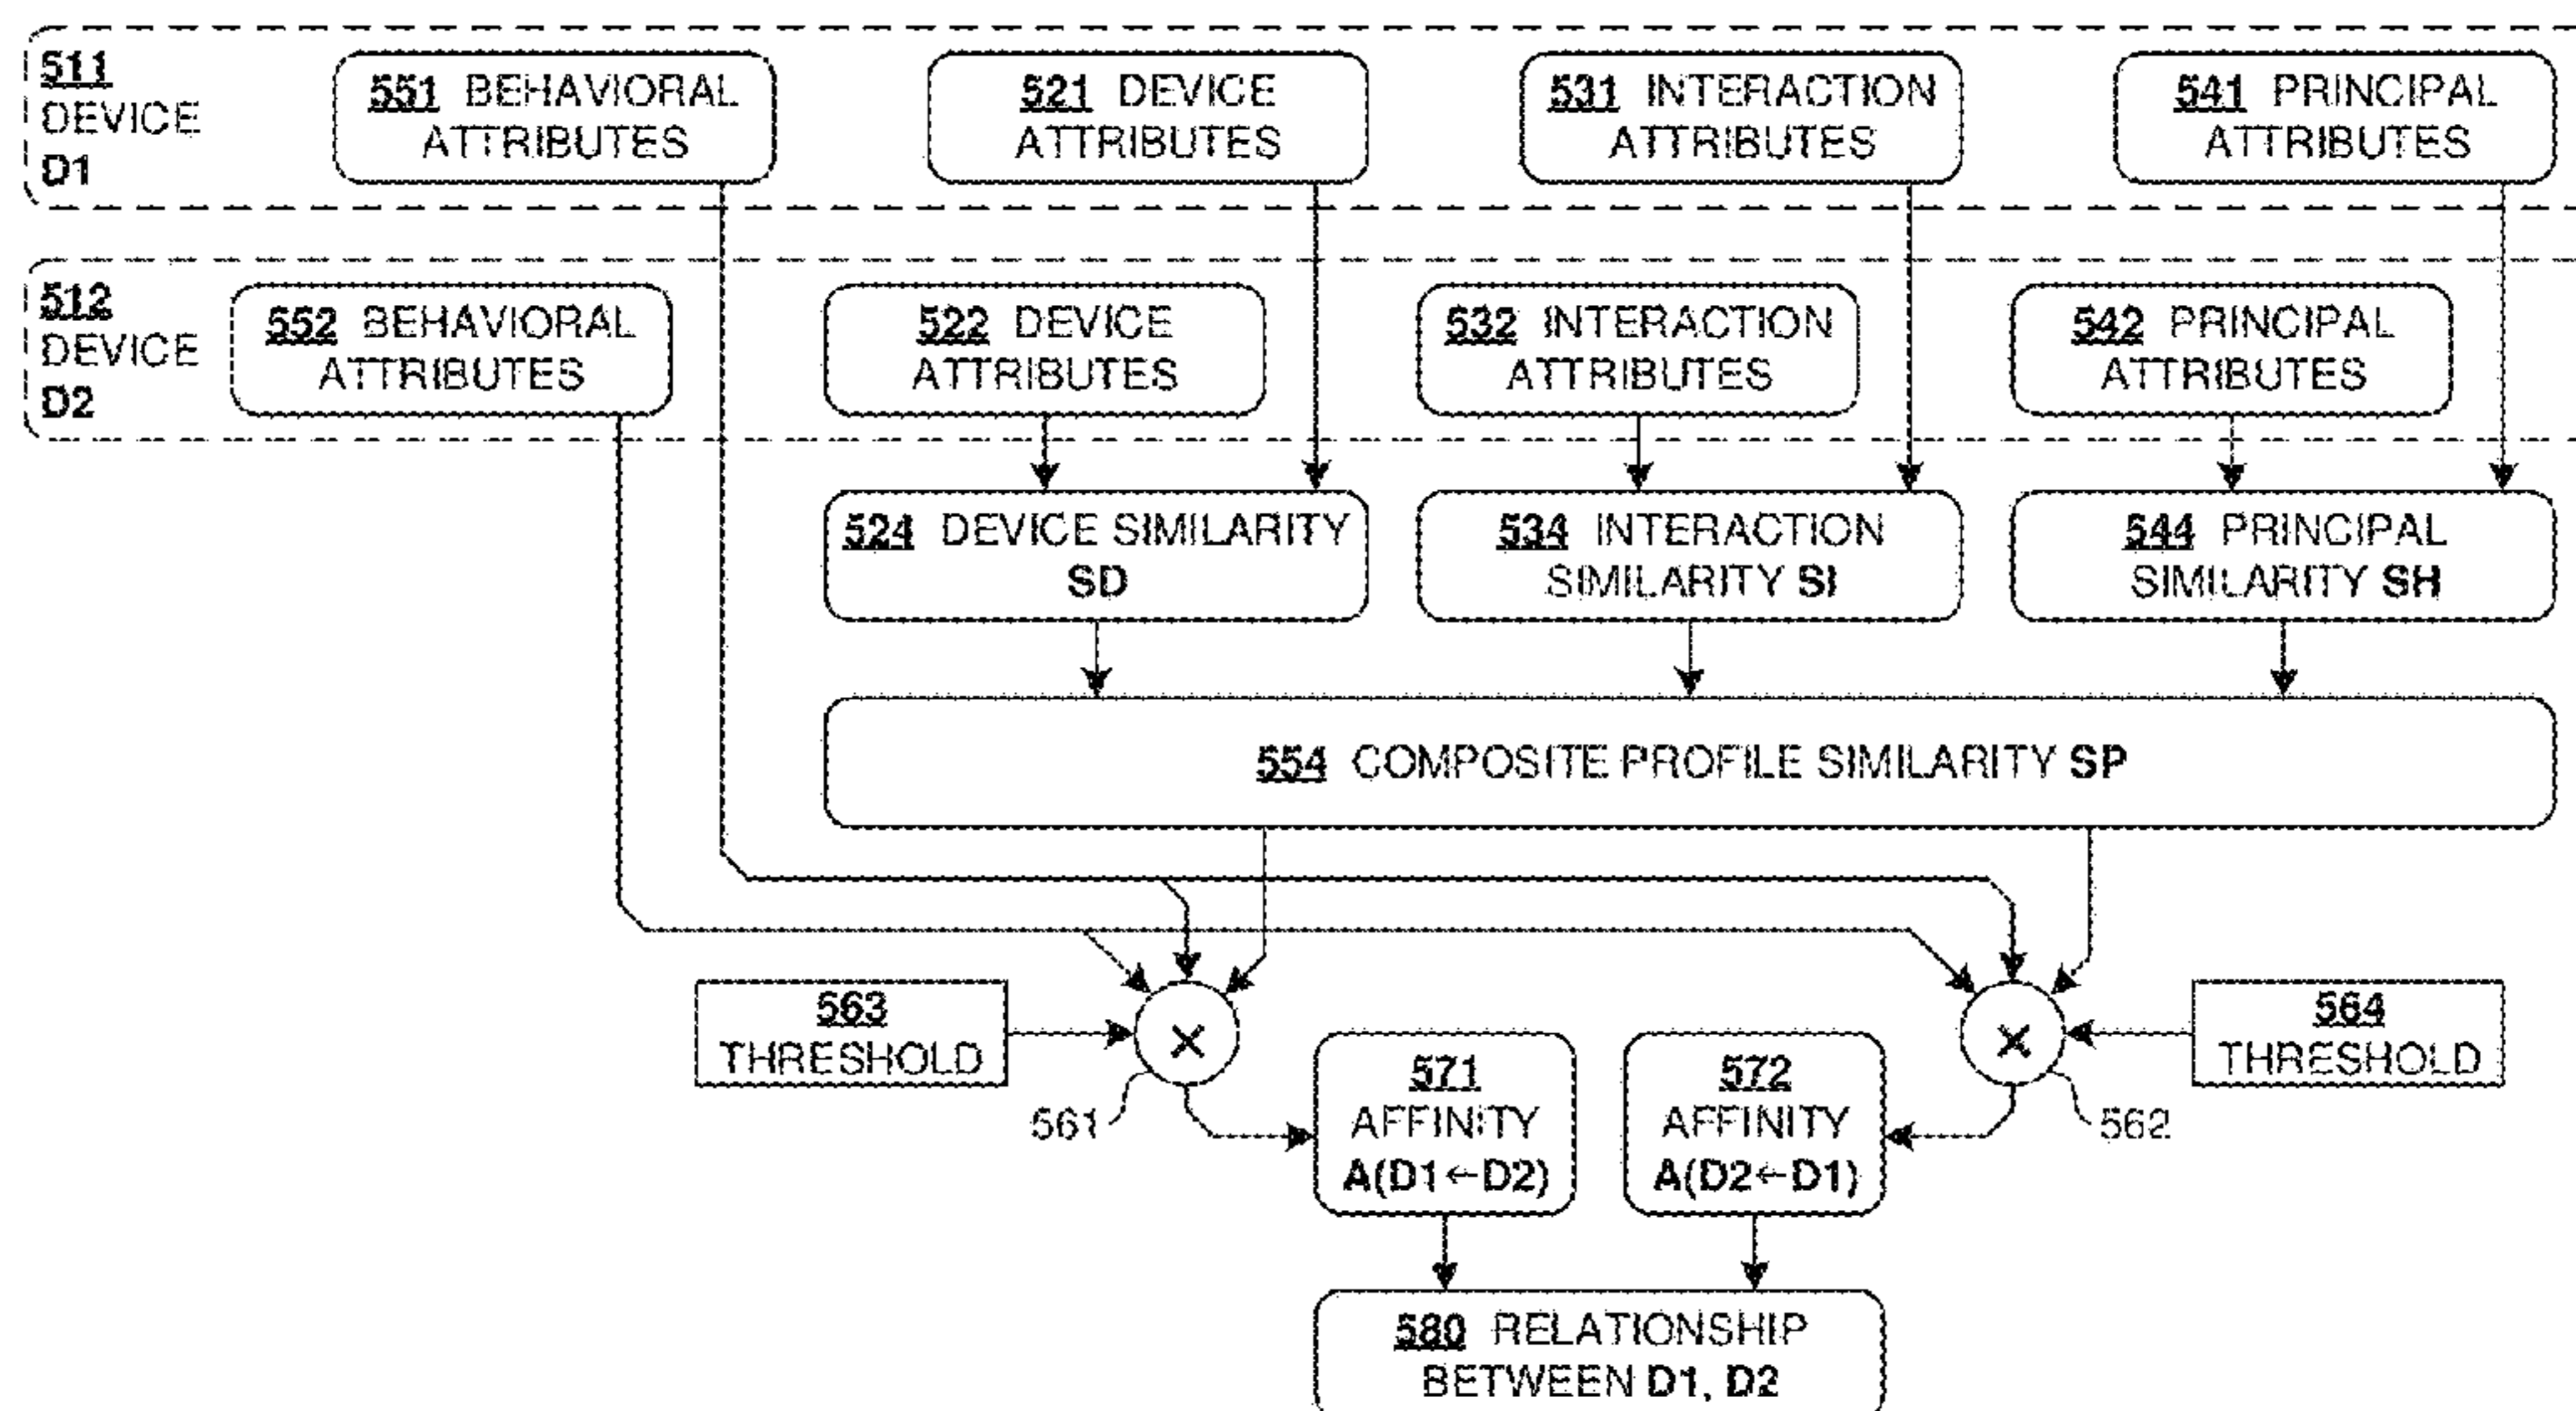 511
DEVICE
D1
551 BEHAVIORAL
ATTRIBUTES
521 DEVICE
ATTRIBUTES
531 INTERACTION
ATTRIBUTES
541 PRINCIPAL
ATTRIBUTES
512
DEVICE
D2
552 BEHAVIORAL
ATTRIBUTES
522 DEVICE
ATTRIBUTES
532 INTERACTION
ATTRIBUTES
542 PRINCIPAL
ATTRIBUTES
524 DEVICE SIMILARITY
SD
534 INTERACTION
SIMILARITY SI
544 PRINCIPAL
SIMILARITY SH
554 COMPOSITE PROFILE SIMILARITY SP
563
THRESHOLD
×
561
571
AFFINITY
A(D1←D2)
572
AFFINITY
A(D2←D1)
×
562
564
THRESHOLD
580 RELATIONSHIP
BETWEEN D1, D2